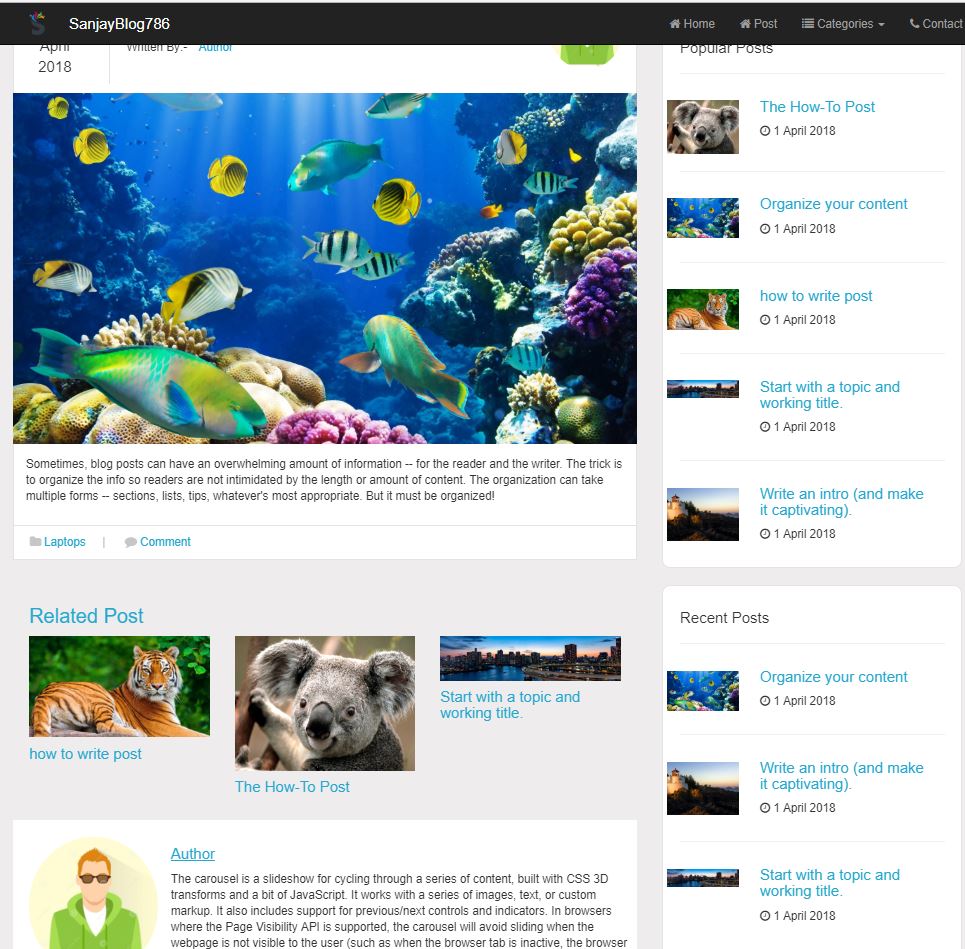 SanjayBlog786
Home
Post
Categories
Contact
April
2018
Written By:- Author
Sometimes, blog posts can have an overwhelming amount of information -- for the reader and the writer. The trick is
to organize the info so readers are not intimidated by the length or amount of content. The organization can take
multiple forms -- sections, lists, tips, whatever's most appropriate. But it must be organized!
Laptops | Comment
Related Post
how to write post
The How-To Post
Start with a topic and
working title.
Author
The carousel is a slideshow for cycling through a series of content, built with CSS 3D
transforms and a bit of JavaScript. It works with a series of images, text, or custom
markup. It also includes support for previous/next controls and indicators. In browsers
where the Page Visibility API is supported, the carousel will avoid sliding when the
webpage is not visible to the user (such as when the browser tab is inactive, the browser
Popular Posts
The How-To Post
1 April 2018
Organize your content
1 April 2018
how to write post
1 April 2018
Start with a topic and
working title.
1 April 2018
Write an intro (and make
it captivating).
1 April 2018
Recent Posts
Organize your content
1 April 2018
Write an intro (and make
it captivating).
1 April 2018
Start with a topic and
working title.
1 April 2018